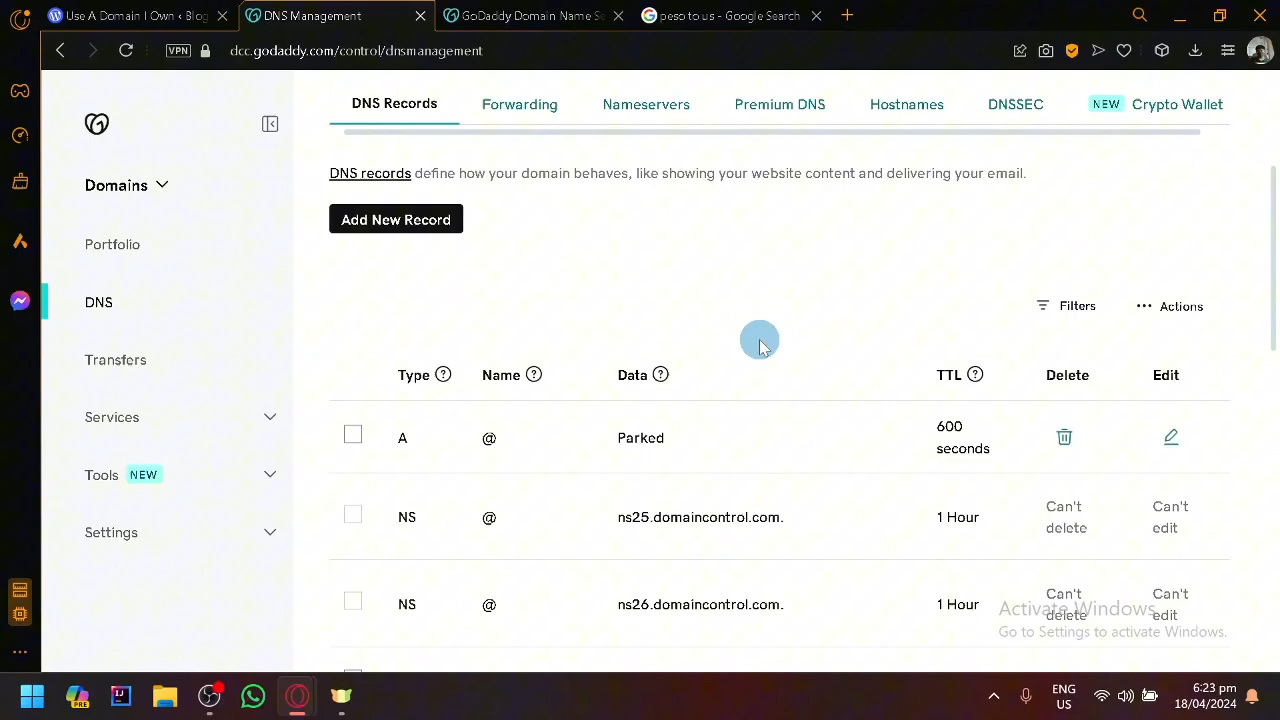 Use A Domain I Own ‹ Blog
DNS Management
GoDaddy Domain Name Se
peso to us - Google Search
VPN
dcc.godaddy.com/control/dnsmanagement
DNS Records
Forwarding
Nameservers
Premium DNS
Hostnames
DNSSEC
NEW Crypto Wallet
Domains
Portfolio
DNS
Transfers
Services
Tools NEW
Settings
DNS records define how your domain behaves, like showing your website content and delivering your email.
Add New Record
Filters
Actions
Type Name Data TTL Delete Edit
A @ Parked 600 seconds
NS @ ns25.domaincontrol.com. 1 Hour Can't delete Can't edit
NS @ ns26.domaincontrol.com. 1 Hour Can't delete Can't edit
Activate Windows
Go to Settings to activate Windows.
PRE
ENG
US
6:23 pm
18/04/2024